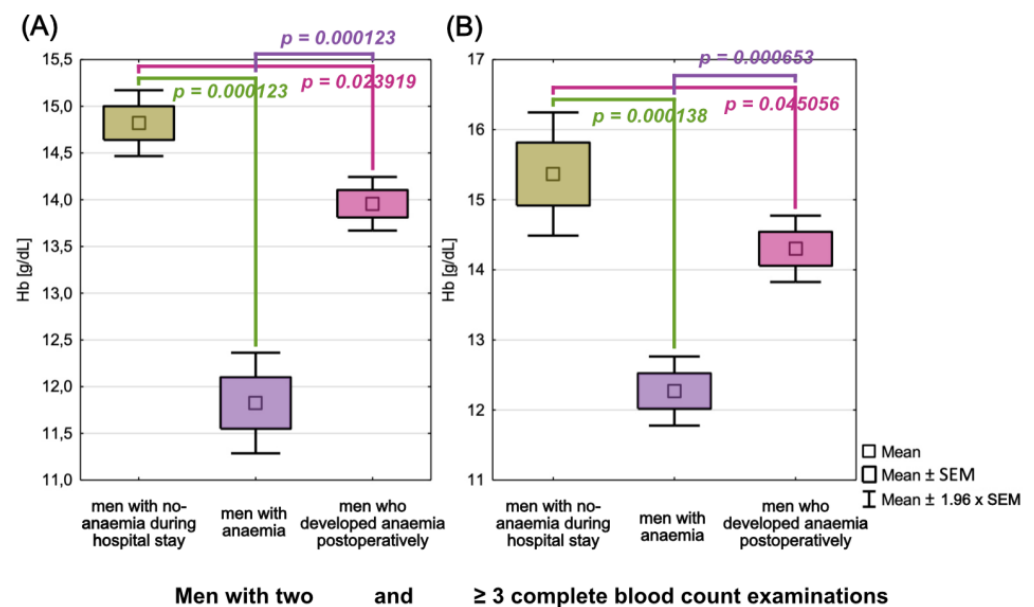 (A)
p = 0.000123
p = 0.023919
p = 0.000123
15,5
15,0
14,5
14,0
13,5
13,0
12,5
12,0
11,5
11,0
Hb [g/dL]
men with no-
anaemia during
hospital stay
men with
anaemia
men who
developed anaemia
postoperatively
(B)
p = 0.000653
p = 0.045056
p = 0.000138
17
16
15
14
13
12
11
Hb [g/dL]
men with no-
anaemia during
hospital stay
men with
anaemia
men who
developed anaemia
postoperatively
Mean
Mean ± SEM
Mean ± 1.96 x SEM
Men with two and ≥ 3 complete blood count examinations